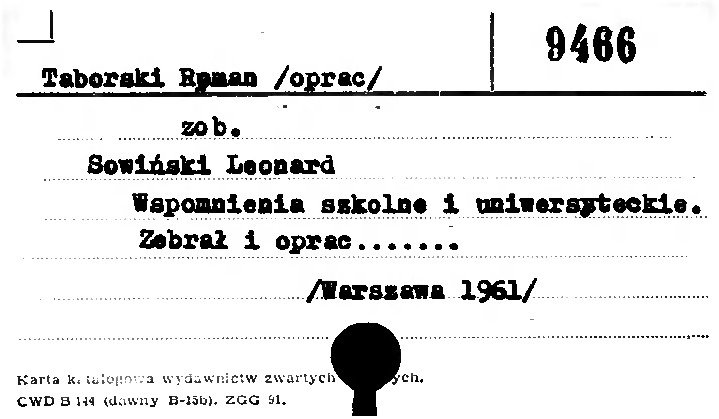 9466
Taborski Roman /oprac/
zob.
Sowiński Leonard
Wspomnienia szkolne i uniwersyteckie.
Zebrał i oprac.......
/Warszawa 1961/
Karta katalogowa wydawnictw zwartych
CWD B 144 (dawny B-15b). ZGG 91.